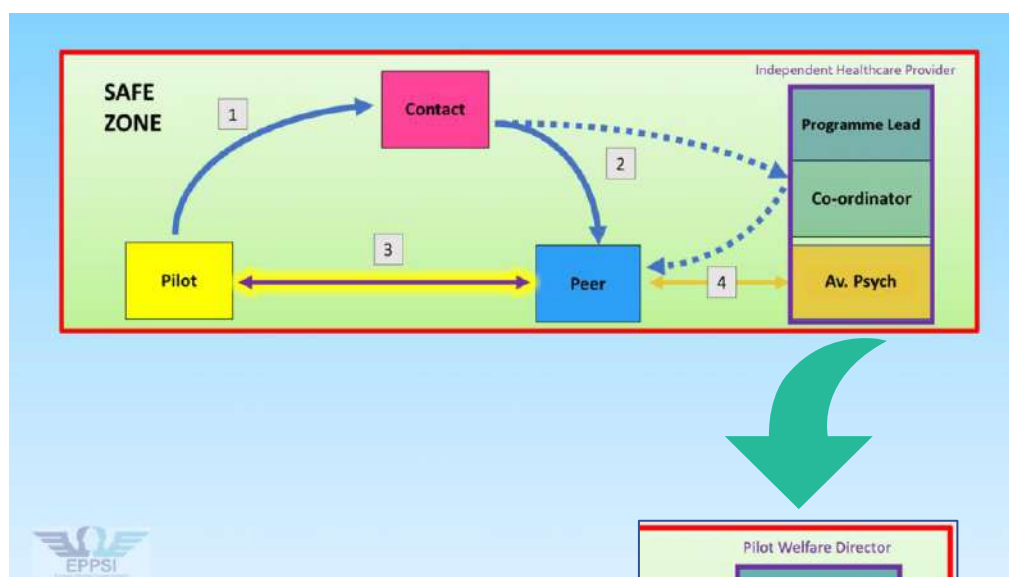 Independent Healthcare Provider
SAFE
ZONE
1
Contact
Programme Lead
2
Co-ordinator
3
Pilot
Peer
4
Av. Psych
Pilot Welfare Director
EPPSI